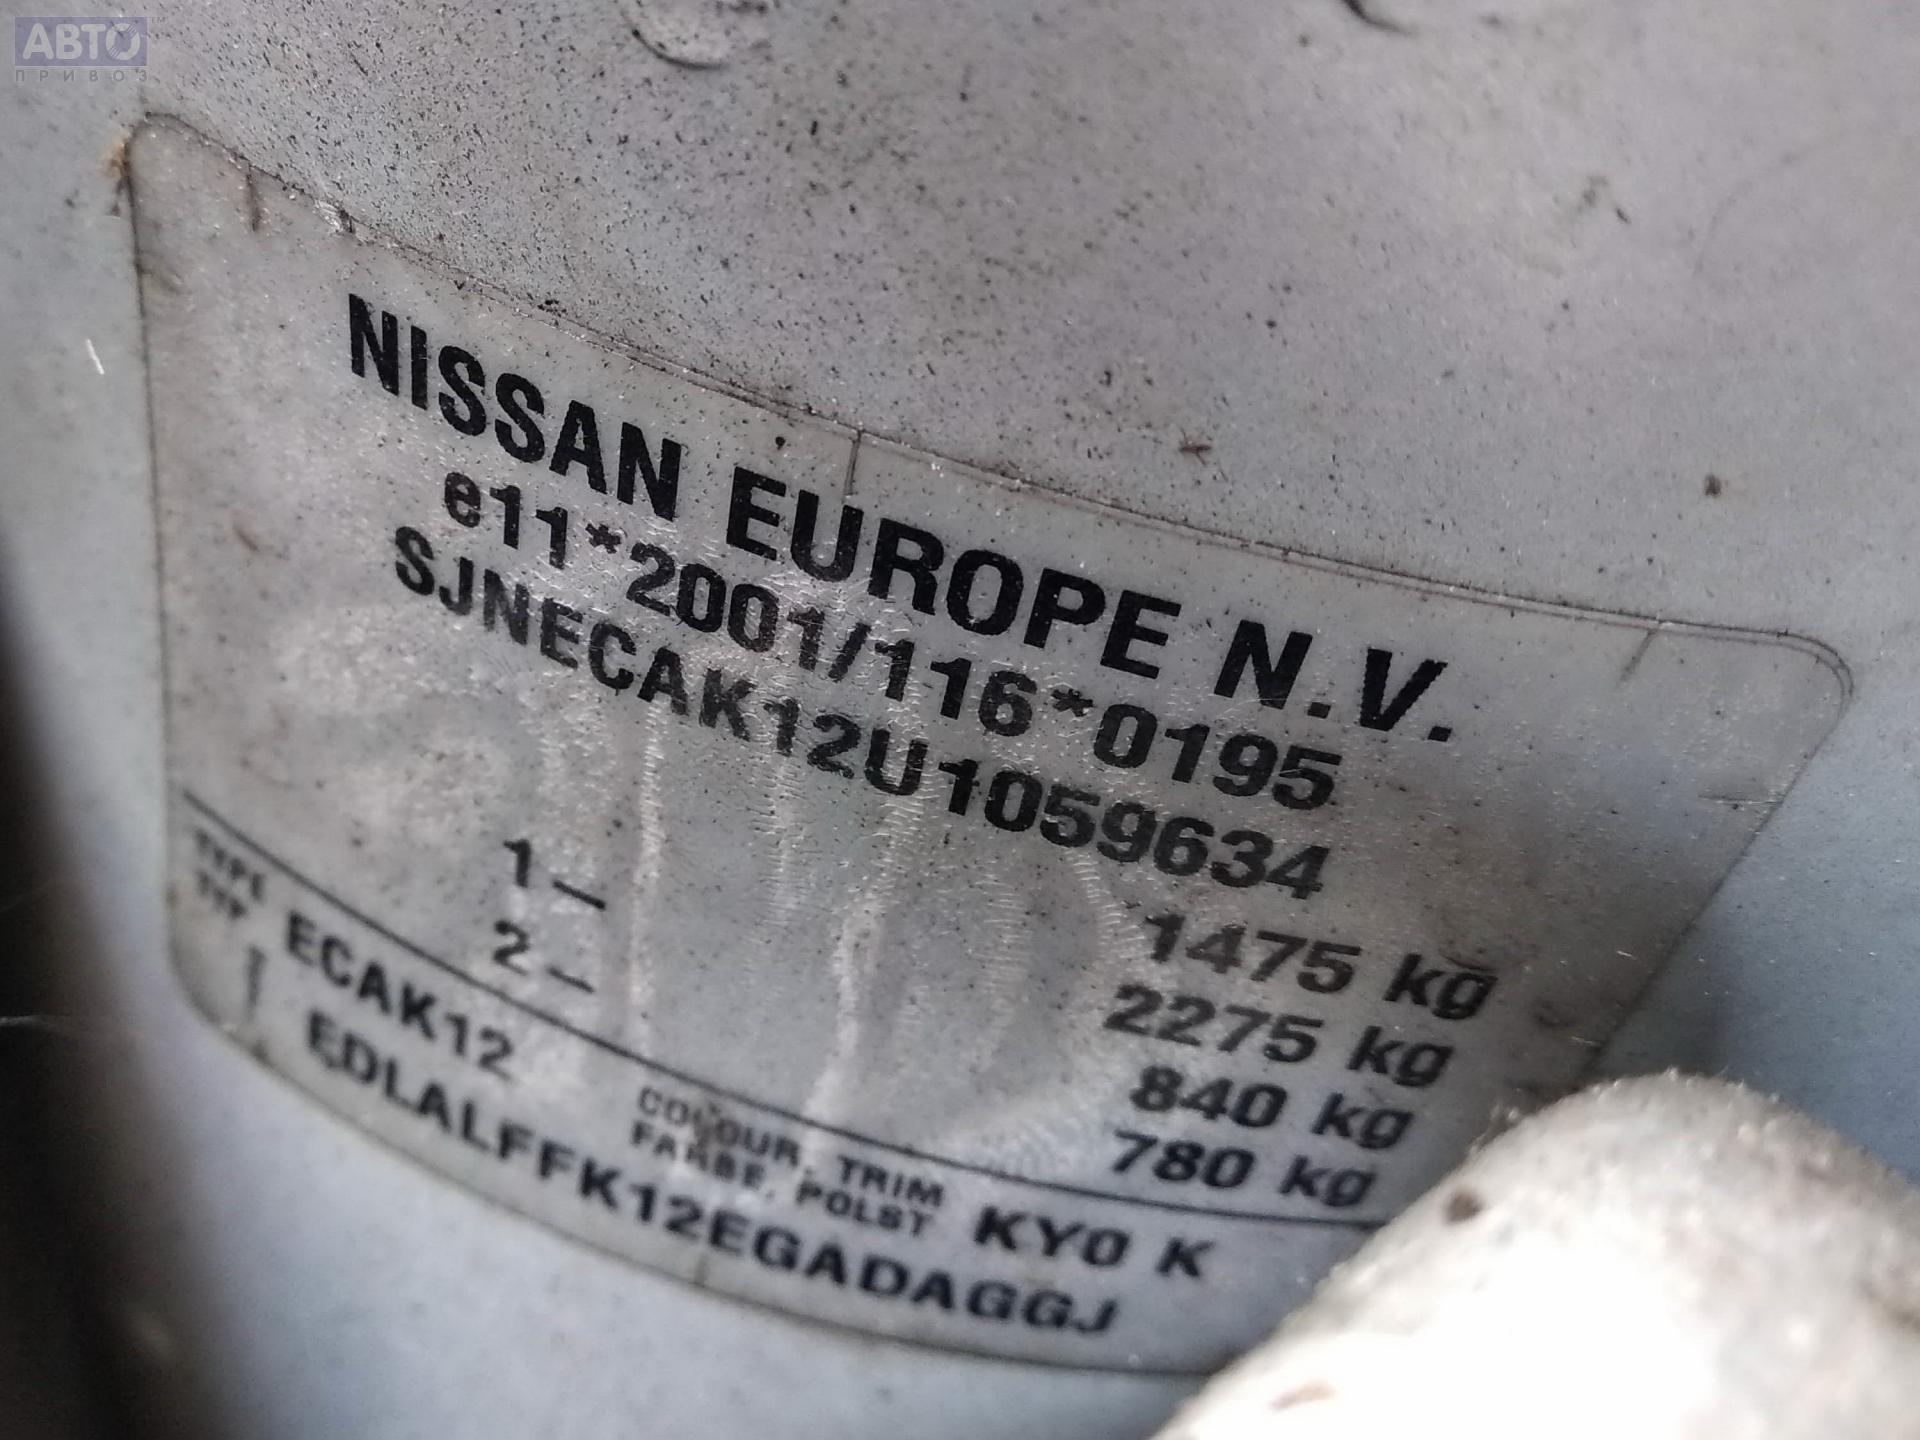 АВТО
ПРИВОЗ
NISSAN EUROPE N.V.
e11*2001/116*0195
SJNECAK12U1059634
1475 kg
2275 kg
1– 840 kg
2– 780 kg
TYPE
TYP
ECAK12
COLOUR, TRIM
FARBE, POLST
KY0 K
EDLALFFK12EGADAGGJ